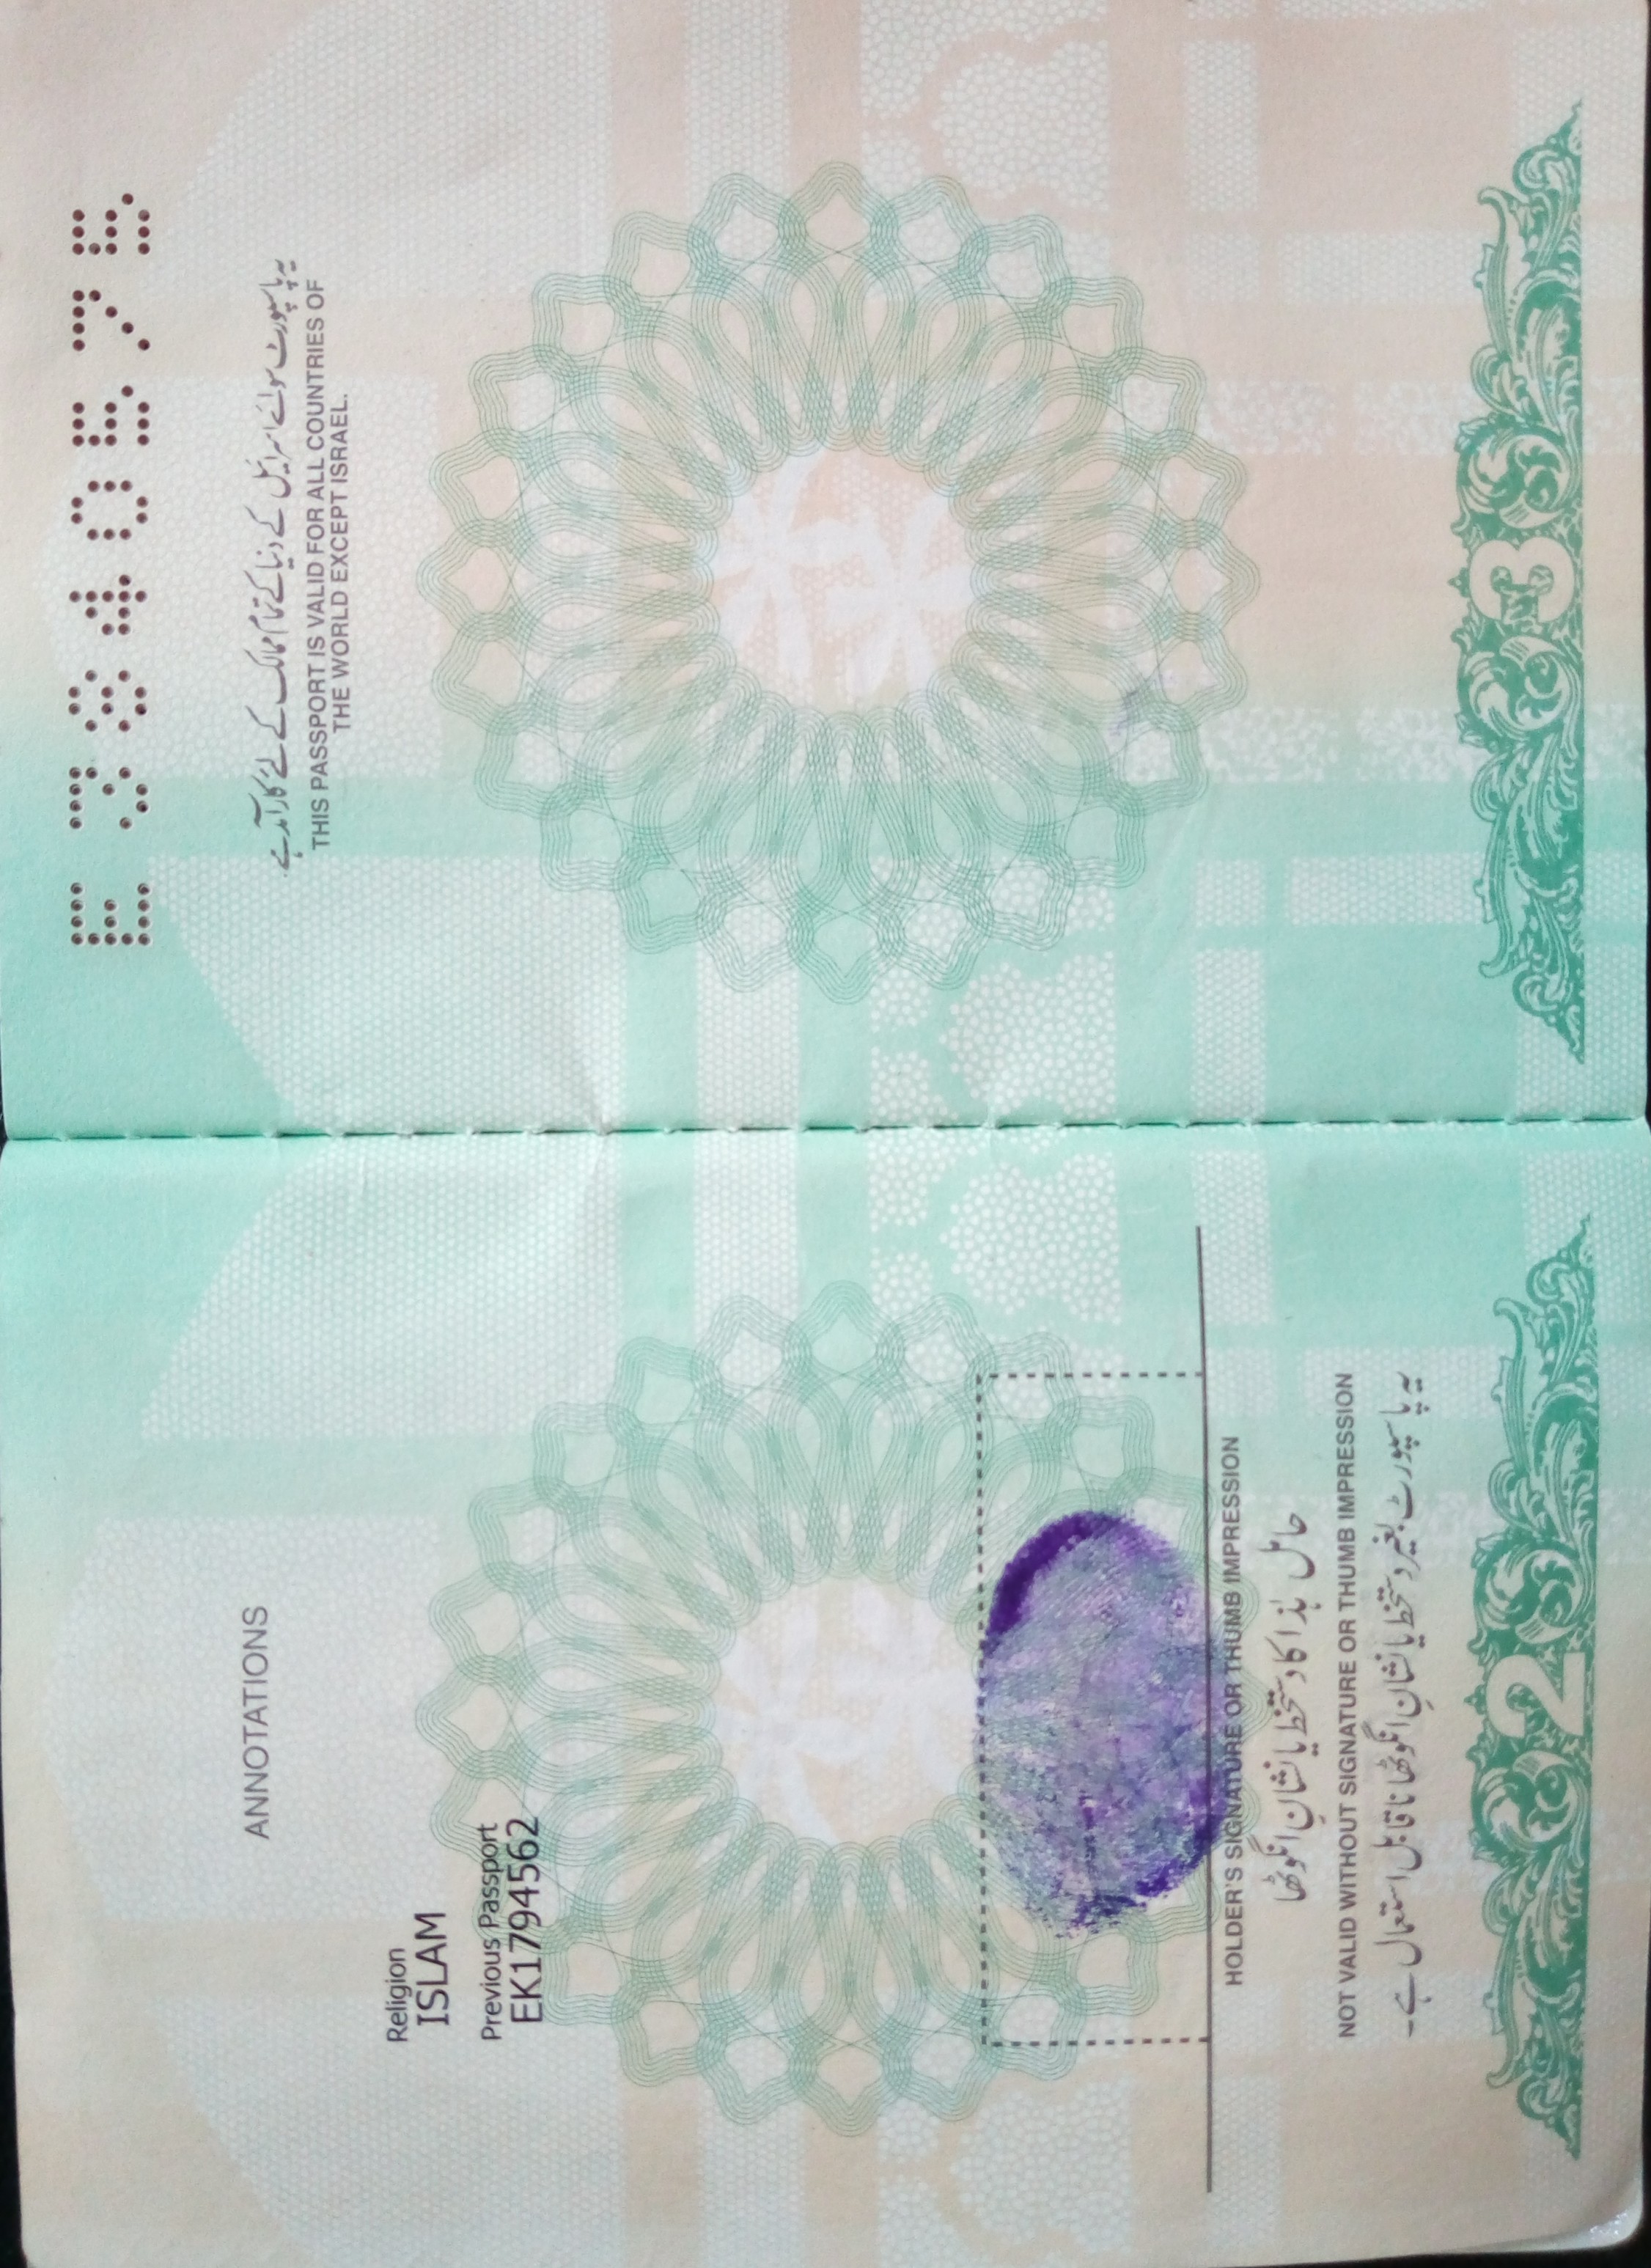 ANNOTATIONS
Religion
ISLAM
Previous Passport
EK1794562
HOLDER'S SIGNATURE OR THUMB IMPRESSION
حامل ہٰذا کا دستخط یا نشانِ انگوٹھا
NOT VALID WITHOUT SIGNATURE OR THUMB IMPRESSION
یہ پاسپورٹ بغیر دستخط یا نشانِ انگوٹھا ناقابلِ استعمال ہے۔
2
یہ پاسپورٹ سوائے اسرائیل کے دنیا کے تمام ممالک کے لئے کارآمد ہے۔
THIS PASSPORT IS VALID FOR ALL COUNTRIES OF
THE WORLD EXCEPT ISRAEL.
3